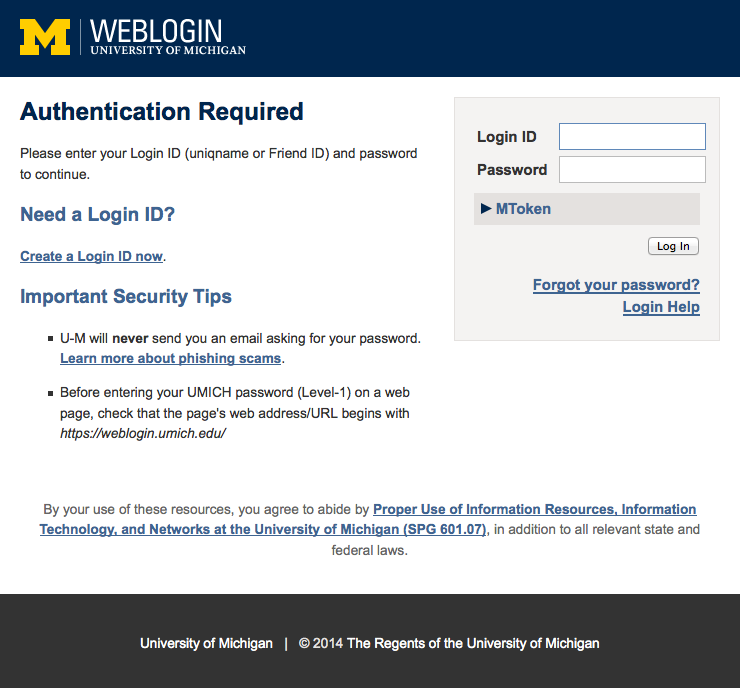 M WEBLOGIN
UNIVERSITY OF MICHIGAN
Authentication Required
Please enter your Login ID (uniqname or Friend ID) and password
to continue.
Need a Login ID?
Create a Login ID now.
Important Security Tips
U-M will never send you an email asking for your password.
Learn more about phishing scams.
Before entering your UMICH password (Level-1) on a web
page, check that the page's web address/URL begins with
https://weblogin.umich.edu/
Login ID
Password
MToken
Log In
Forgot your password?
Login Help
By your use of these resources, you agree to abide by Proper Use of Information Resources, Information
Technology, and Networks at the University of Michigan (SPG 601.07), in addition to all relevant state and
federal laws.
University of Michigan | © 2014 The Regents of the University of Michigan